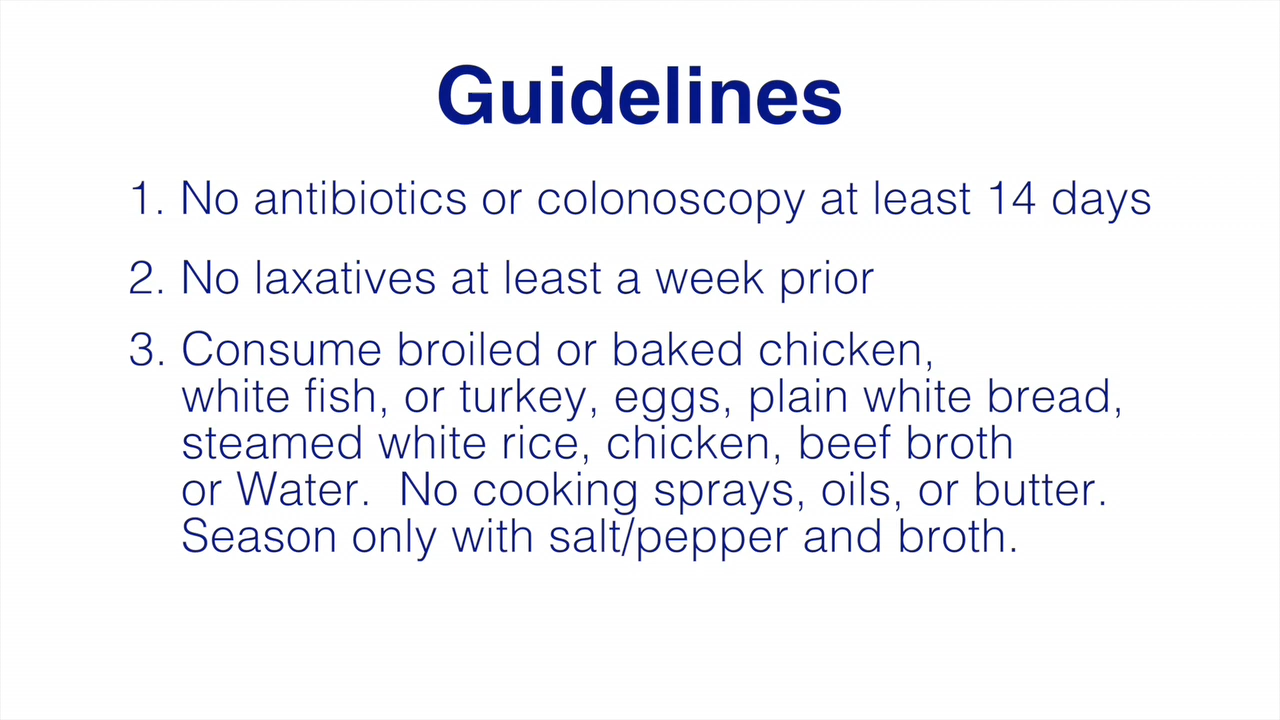 Guidelines
1. No antibiotics or colonoscopy at least 14 days
2. No laxatives at least a week prior
3. Consume broiled or baked chicken,
white fish, or turkey, eggs, plain white bread,
steamed white rice, chicken, beef broth
or Water.  No cooking sprays, oils, or butter.
Season only with salt/pepper and broth.